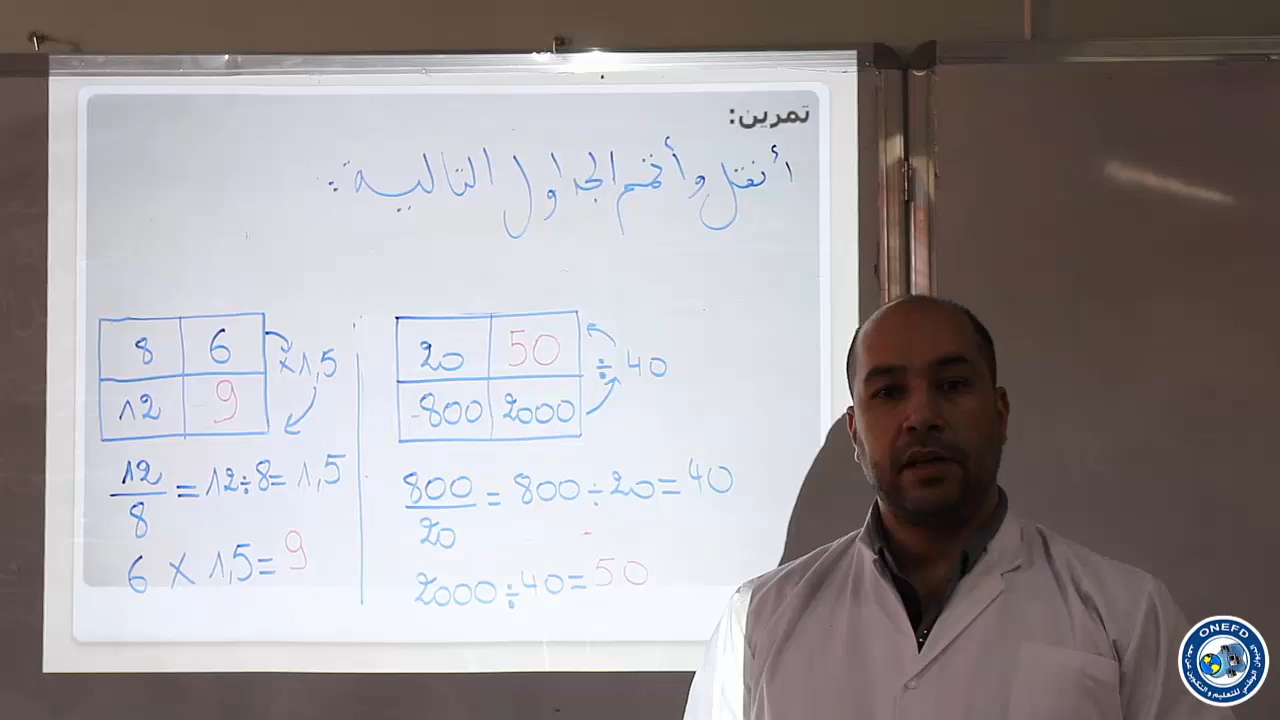 تمرين:
أنقل وأتمم الجداول التالية:
8 6
×1,5
12 9
12/8 = 12÷8= 1,5
6 × 1,5= 9
20 50
÷ 40
800 2000
800/20 = 800÷20=40
2000÷40=50
ONEFD